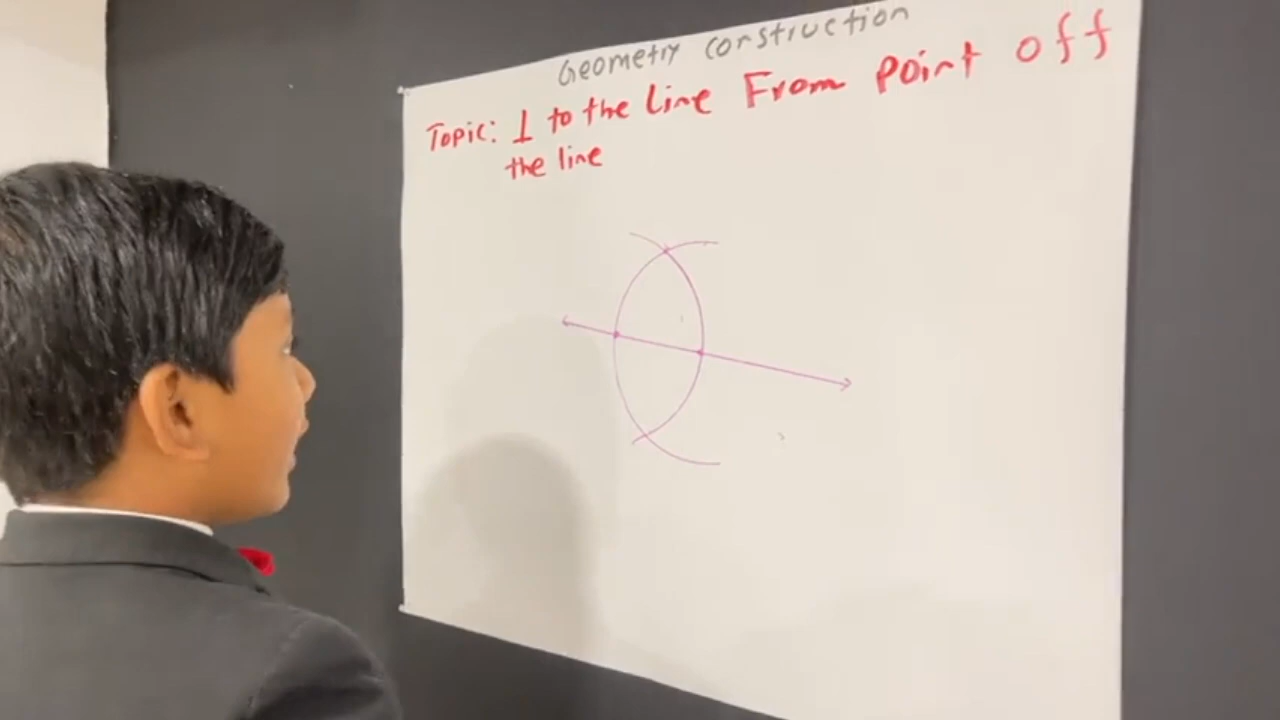 Geometry construction
Topic: ⊥ to the line From point off
the line